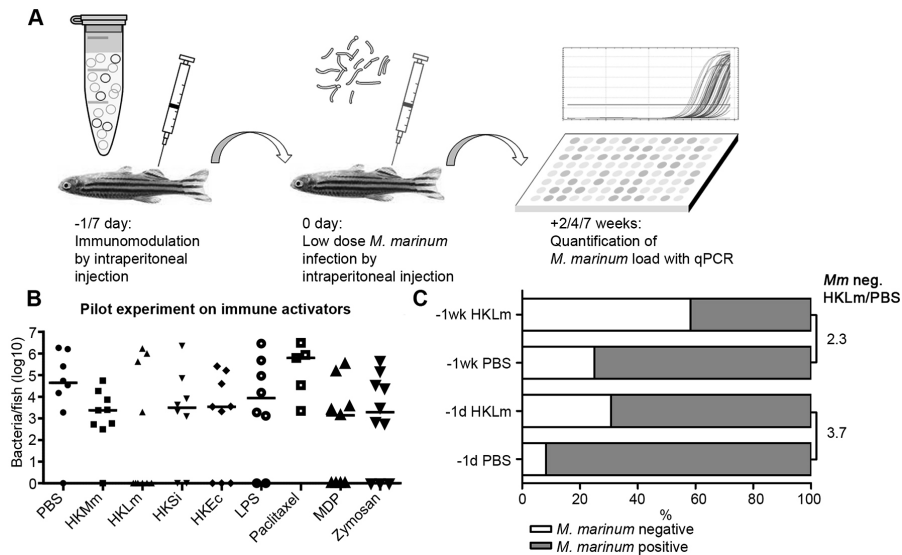 A
-1/7 day:
Immunomodulation
by intraperitoneal
injection
0 day:
Low dose M. marinum
infection by
intraperitoneal injection
+2/4/7 weeks:
Quantification of
M. marinum load with qPCR
B
Pilot experiment on immune activators
Bacteria/fish (log10)
7
6
5
4
3
2
1
0
PBS
HKMm
HKLm
HKSi
HKEc
LPS
Paclitaxel
MDP
Zymosan
C
Mm neg.
HKLm/PBS
-1wk HKLm
-1wk PBS
-1d HKLm
-1d PBS
2.3
3.7
0 20 40 60 80 100
%
M. marinum negative
M. marinum positive